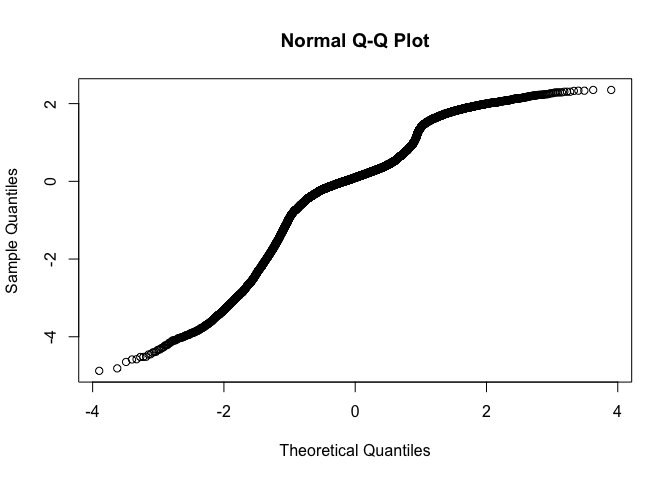 Normal Q-Q Plot
2
0
-2
-4
Sample Quantiles
-4 -2 0 2 4
Theoretical Quantiles